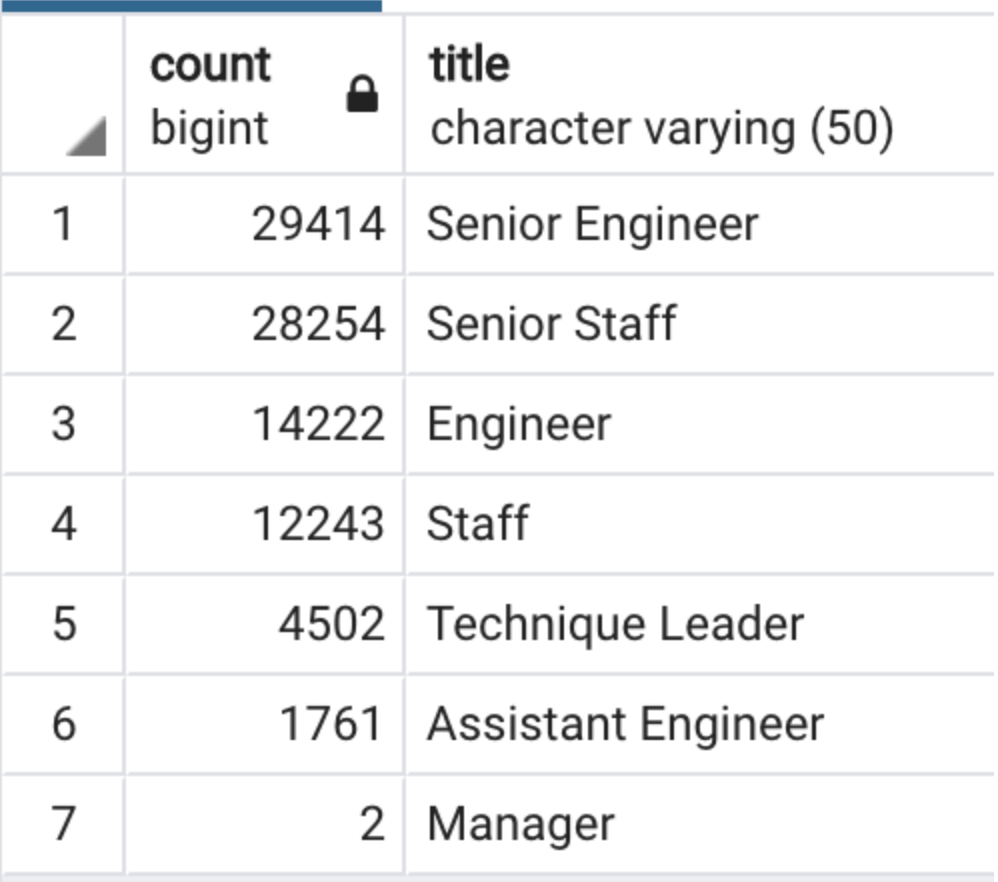 count title
bigint character varying (50)
1 29414 Senior Engineer
2 28254 Senior Staff
3 14222 Engineer
4 12243 Staff
5 4502 Technique Leader
6 1761 Assistant Engineer
7 2 Manager